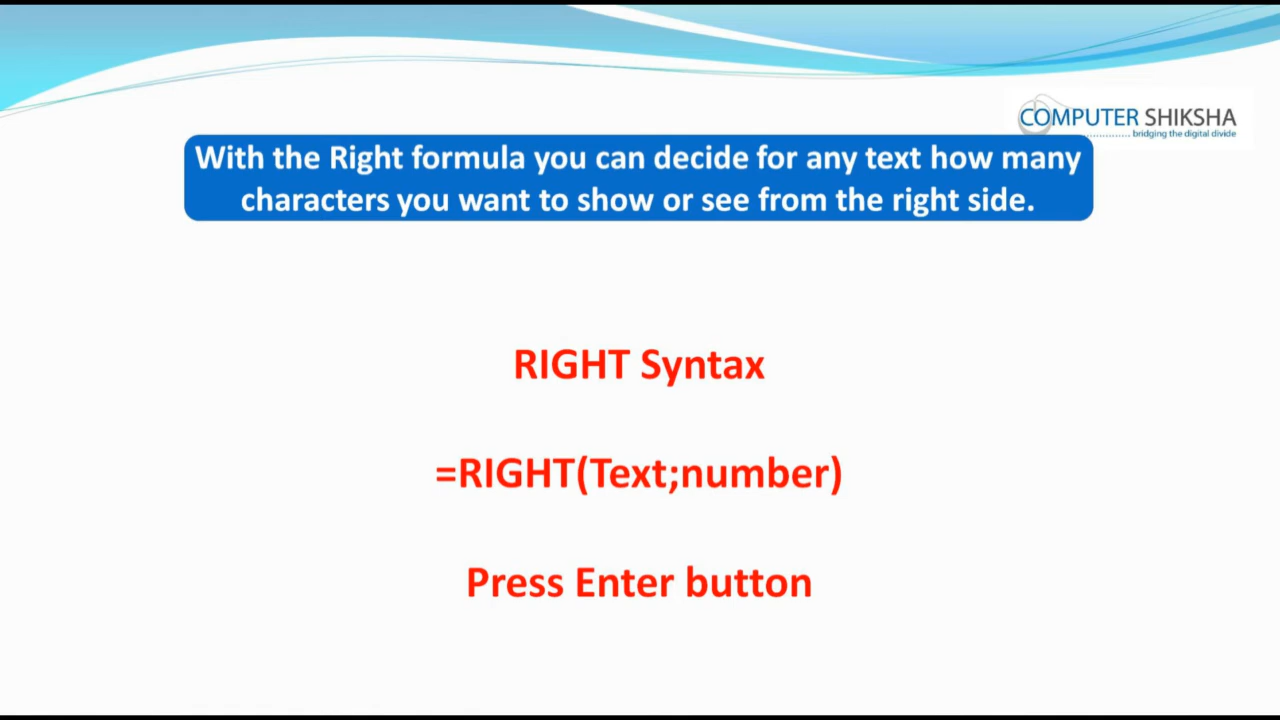 COMPUTER SHIKSHA
bridging the digital divide
With the Right formula you can decide for any text how many
characters you want to show or see from the right side.
RIGHT Syntax
=RIGHT(Text;number)
Press Enter button